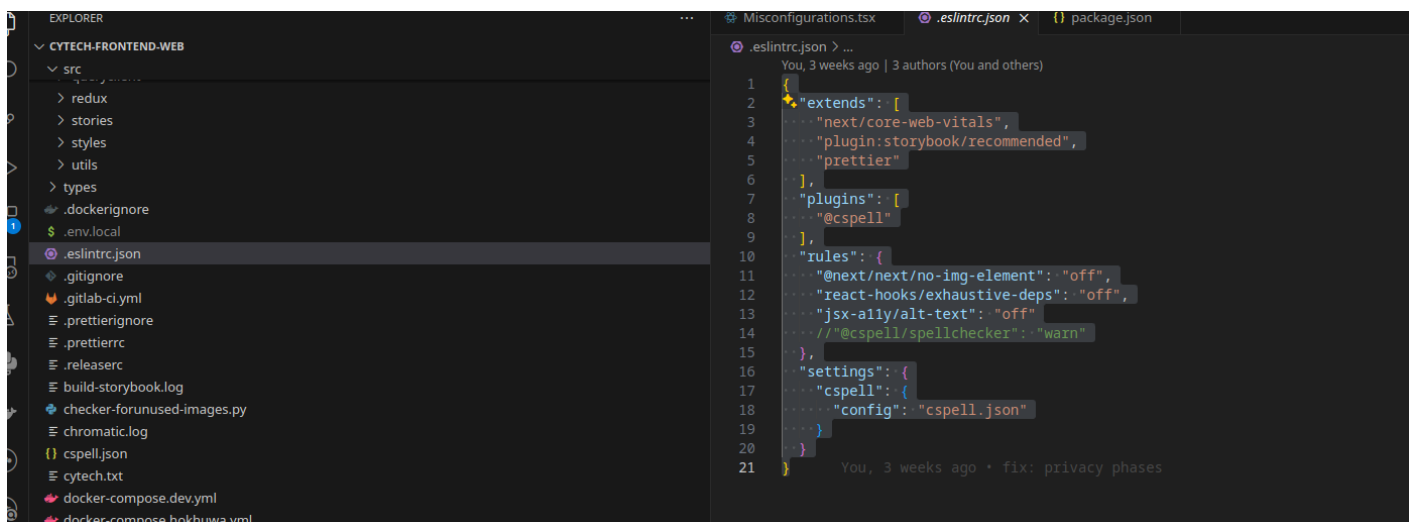 EXPLORER
···
CYTECH-FRONTEND-WEB
src
redux
stories
styles
utils
types
.dockerignore
$ .env.local
.eslintrc.json
.gitignore
.gitlab-ci.yml
.prettierignore
.prettierrc
.releaserc
build-storybook.log
checker-forunused-images.py
chromatic.log
{} cspell.json
cytech.txt
docker-compose.dev.yml
docker-compose.hokhuwa.yml
1
Misconfigurations.tsx
.eslintrc.json ×
{} package.json
.eslintrc.json > ...
You, 3 weeks ago | 3 authors (You and others)
1 {
2 "extends": [
3 "next/core-web-vitals",
4 "plugin:storybook/recommended",
5 "prettier"
6 ],
7 "plugins": [
8 "@cspell"
9 ],
10 "rules": {
11 "@next/next/no-img-element": "off",
12 "react-hooks/exhaustive-deps": "off",
13 "jsx-a11y/alt-text": "off"
14 //"@cspell/spellchecker": "warn"
15 },
16 "settings": {
17 "cspell": {
18 "config": "cspell.json"
19 }
20 }
21 } You, 3 weeks ago • fix: privacy phases